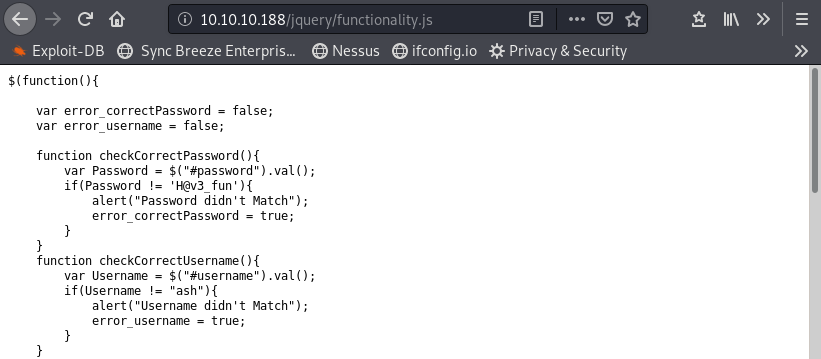 10.10.10.188/jquery/functionality.js
Exploit-DB Sync Breeze Enterpris... Nessus ifconfig.io Privacy & Security
$(function(){
var error_correctPassword = false;
var error_username = false;
function checkCorrectPassword(){
var Password = $("#password").val();
if(Password != 'H@v3_fun'){
alert("Password didn't Match");
error_correctPassword = true;
}
}
function checkCorrectUsername(){
var Username = $("#username").val();
if(Username != "ash"){
alert("Username didn't Match");
error_username = true;
}
}